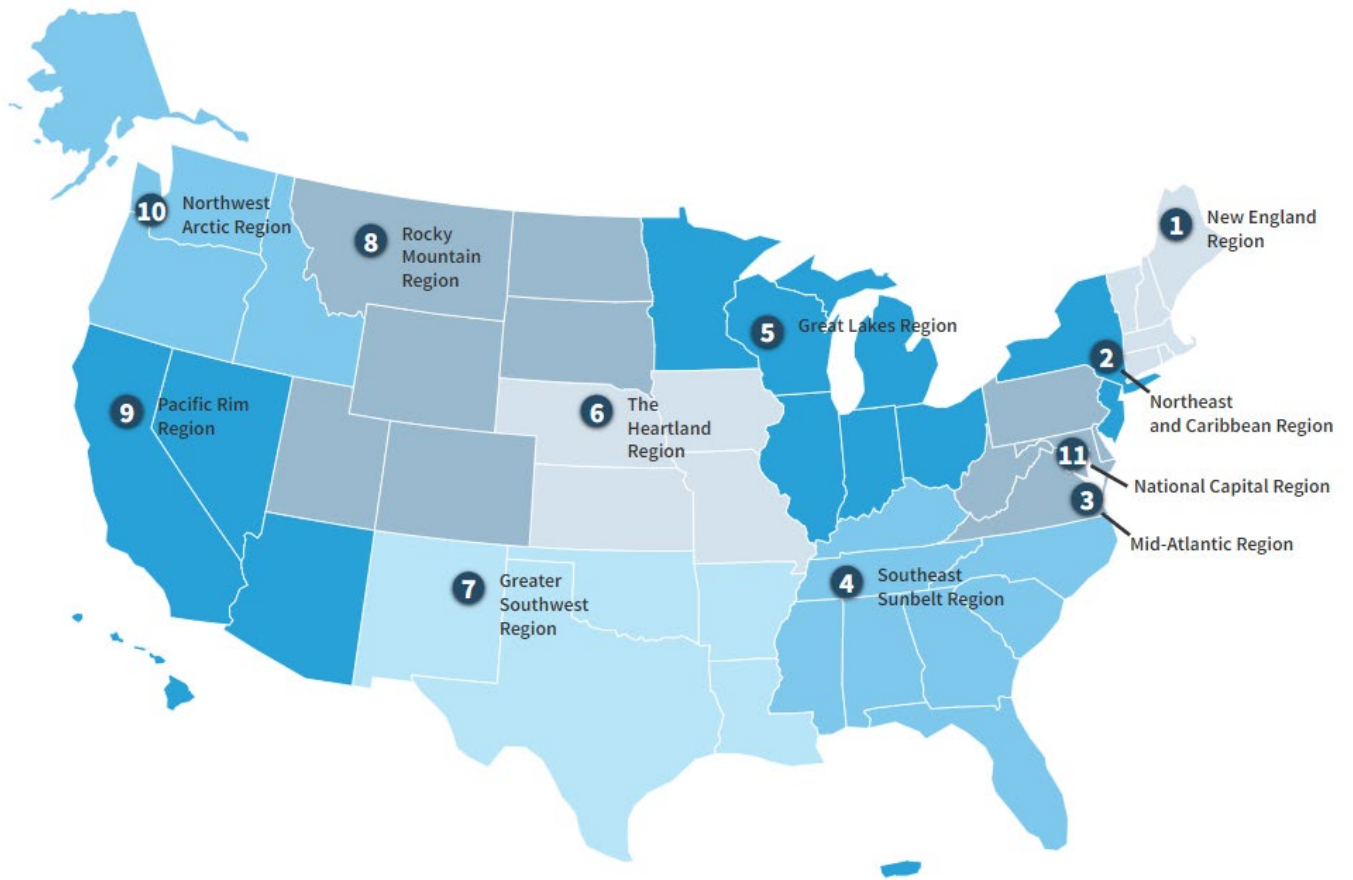 10
Northwest
Arctic Region
8
Rocky
Mountain
Region
1
New England
Region
5
Great Lakes Region
2
Northeast
and Caribbean Region
9
Pacific Rim
Region
6
The
Heartland
Region
11
National Capital Region
3
Mid-Atlantic Region
7
Greater
Southwest
Region
4
Southeast
Sunbelt Region